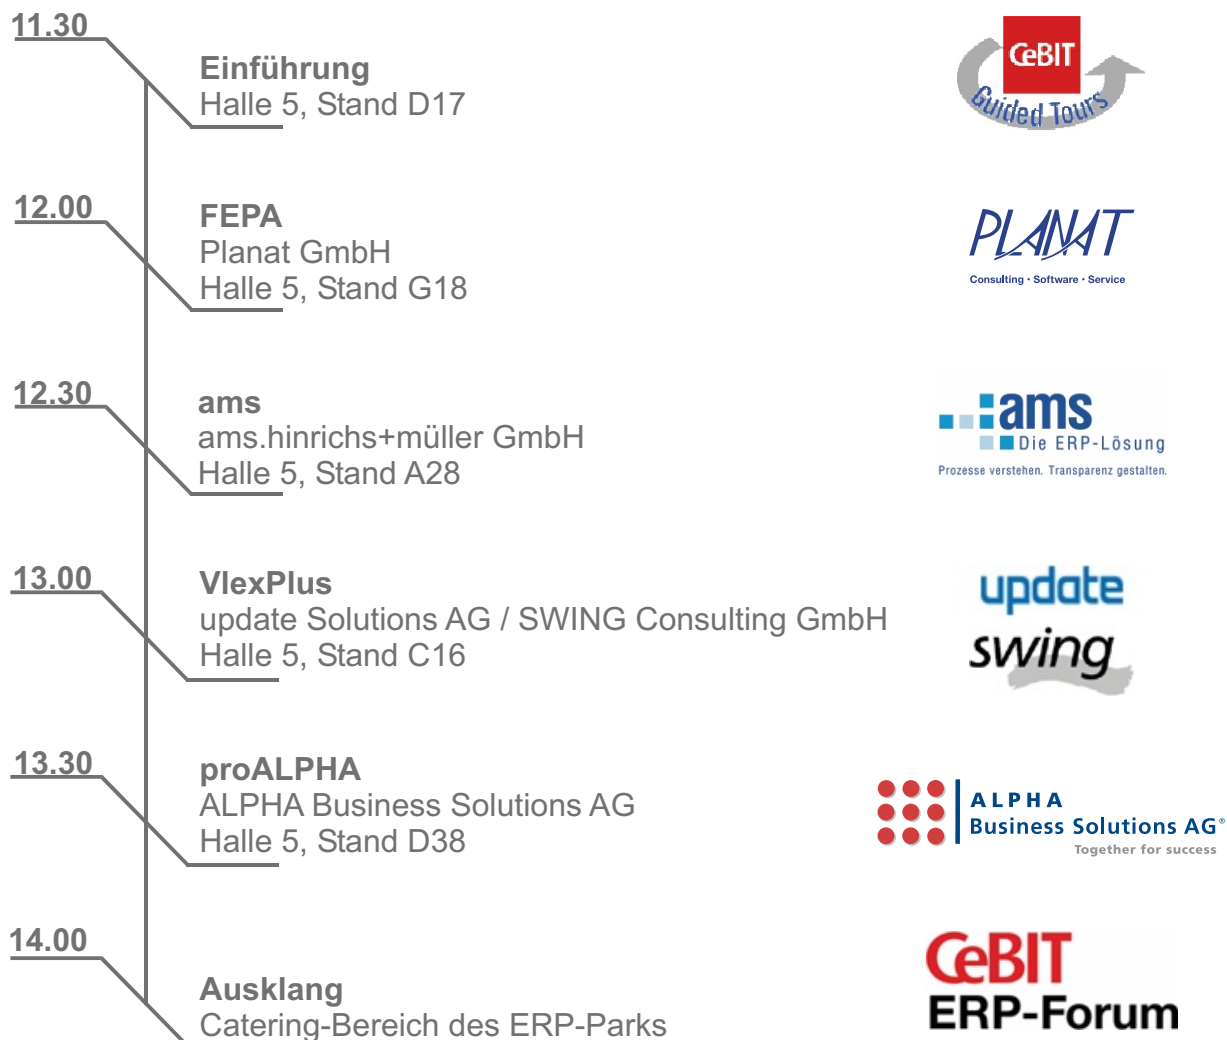 11.30
Einführung
Halle 5, Stand D17
CeBIT
Guided Tours
12.00
FEPA
Planat GmbH
Halle 5, Stand G18
PLANAT
Consulting · Software · Service
12.30
ams
ams.hinrichs+müller GmbH
Halle 5, Stand A28
ams
Die ERP-Lösung
Prozesse verstehen. Transparenz gestalten.
13.00
VlexPlus
update Solutions AG / SWING Consulting GmbH
Halle 5, Stand C16
update
swing
13.30
proALPHA
ALPHA Business Solutions AG
Halle 5, Stand D38
ALPHA
Business Solutions AG®
Together for success
14.00
Ausklang
Catering-Bereich des ERP-Parks
CeBIT
ERP-Forum